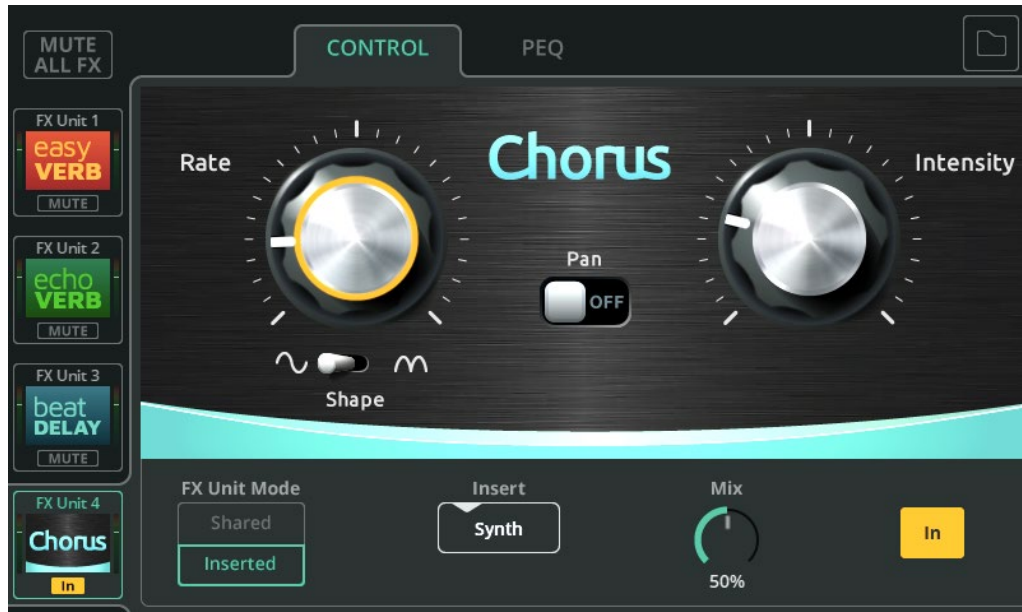 MUTE
ALL FX
CONTROL
PEQ
FX Unit 1
easy
VERB
MUTE
FX Unit 2
echo
VERB
MUTE
FX Unit 3
beat
DELAY
MUTE
FX Unit 4
Chorus
In
Rate
Chorus
Intensity
Pan
OFF
Shape
FX Unit Mode
Shared
Inserted
Insert
Synth
Mix
50%
In